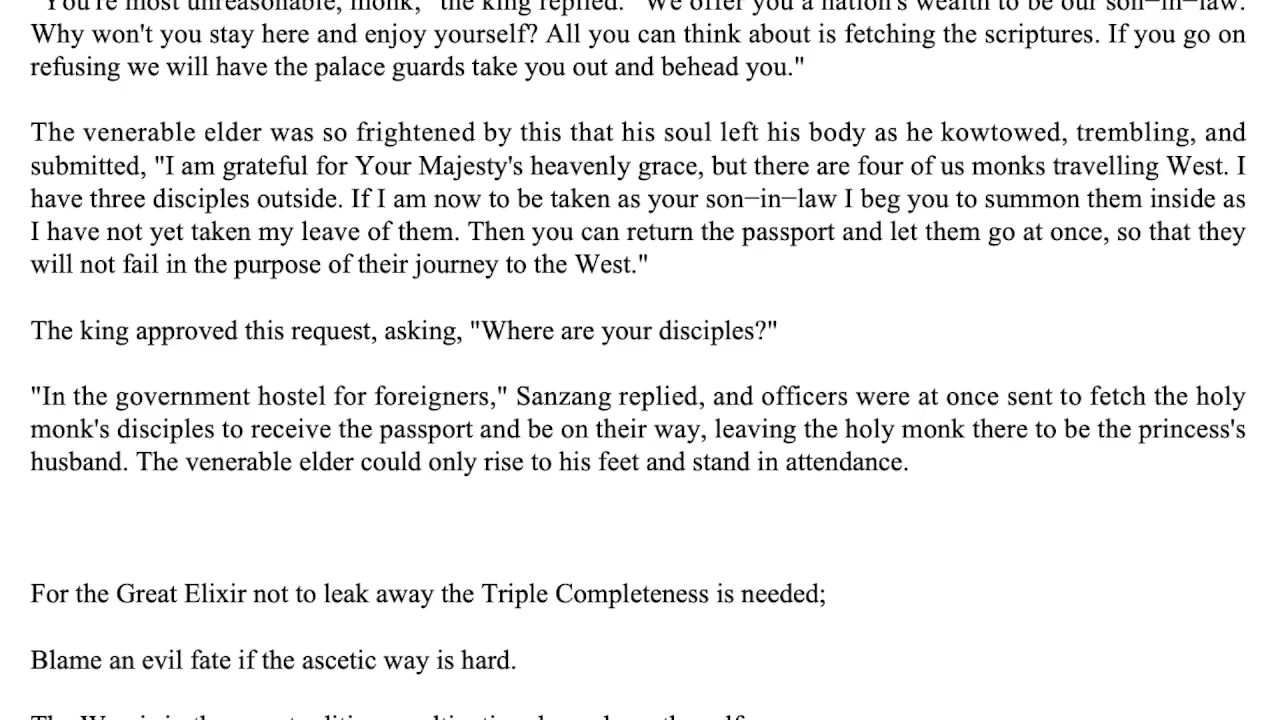 "You're most unreasonable, monk," the king replied. "We offer you a nation's wealth to be our son−in−law.
Why won't you stay here and enjoy yourself? All you can think about is fetching the scriptures. If you go on
refusing we will have the palace guards take you out and behead you."
The venerable elder was so frightened by this that his soul left his body as he kowtowed, trembling, and
submitted, "I am grateful for Your Majesty's heavenly grace, but there are four of us monks travelling West. I
have three disciples outside. If I am now to be taken as your son−in−law I beg you to summon them inside as
I have not yet taken my leave of them. Then you can return the passport and let them go at once, so that they
will not fail in the purpose of their journey to the West."
The king approved this request, asking, "Where are your disciples?"
"In the government hostel for foreigners," Sanzang replied, and officers were at once sent to fetch the holy
monk's disciples to receive the passport and be on their way, leaving the holy monk there to be the princess's
husband. The venerable elder could only rise to his feet and stand in attendance.
For the Great Elixir not to leak away the Triple Completeness is needed;
Blame an evil fate if the ascetic way is hard.